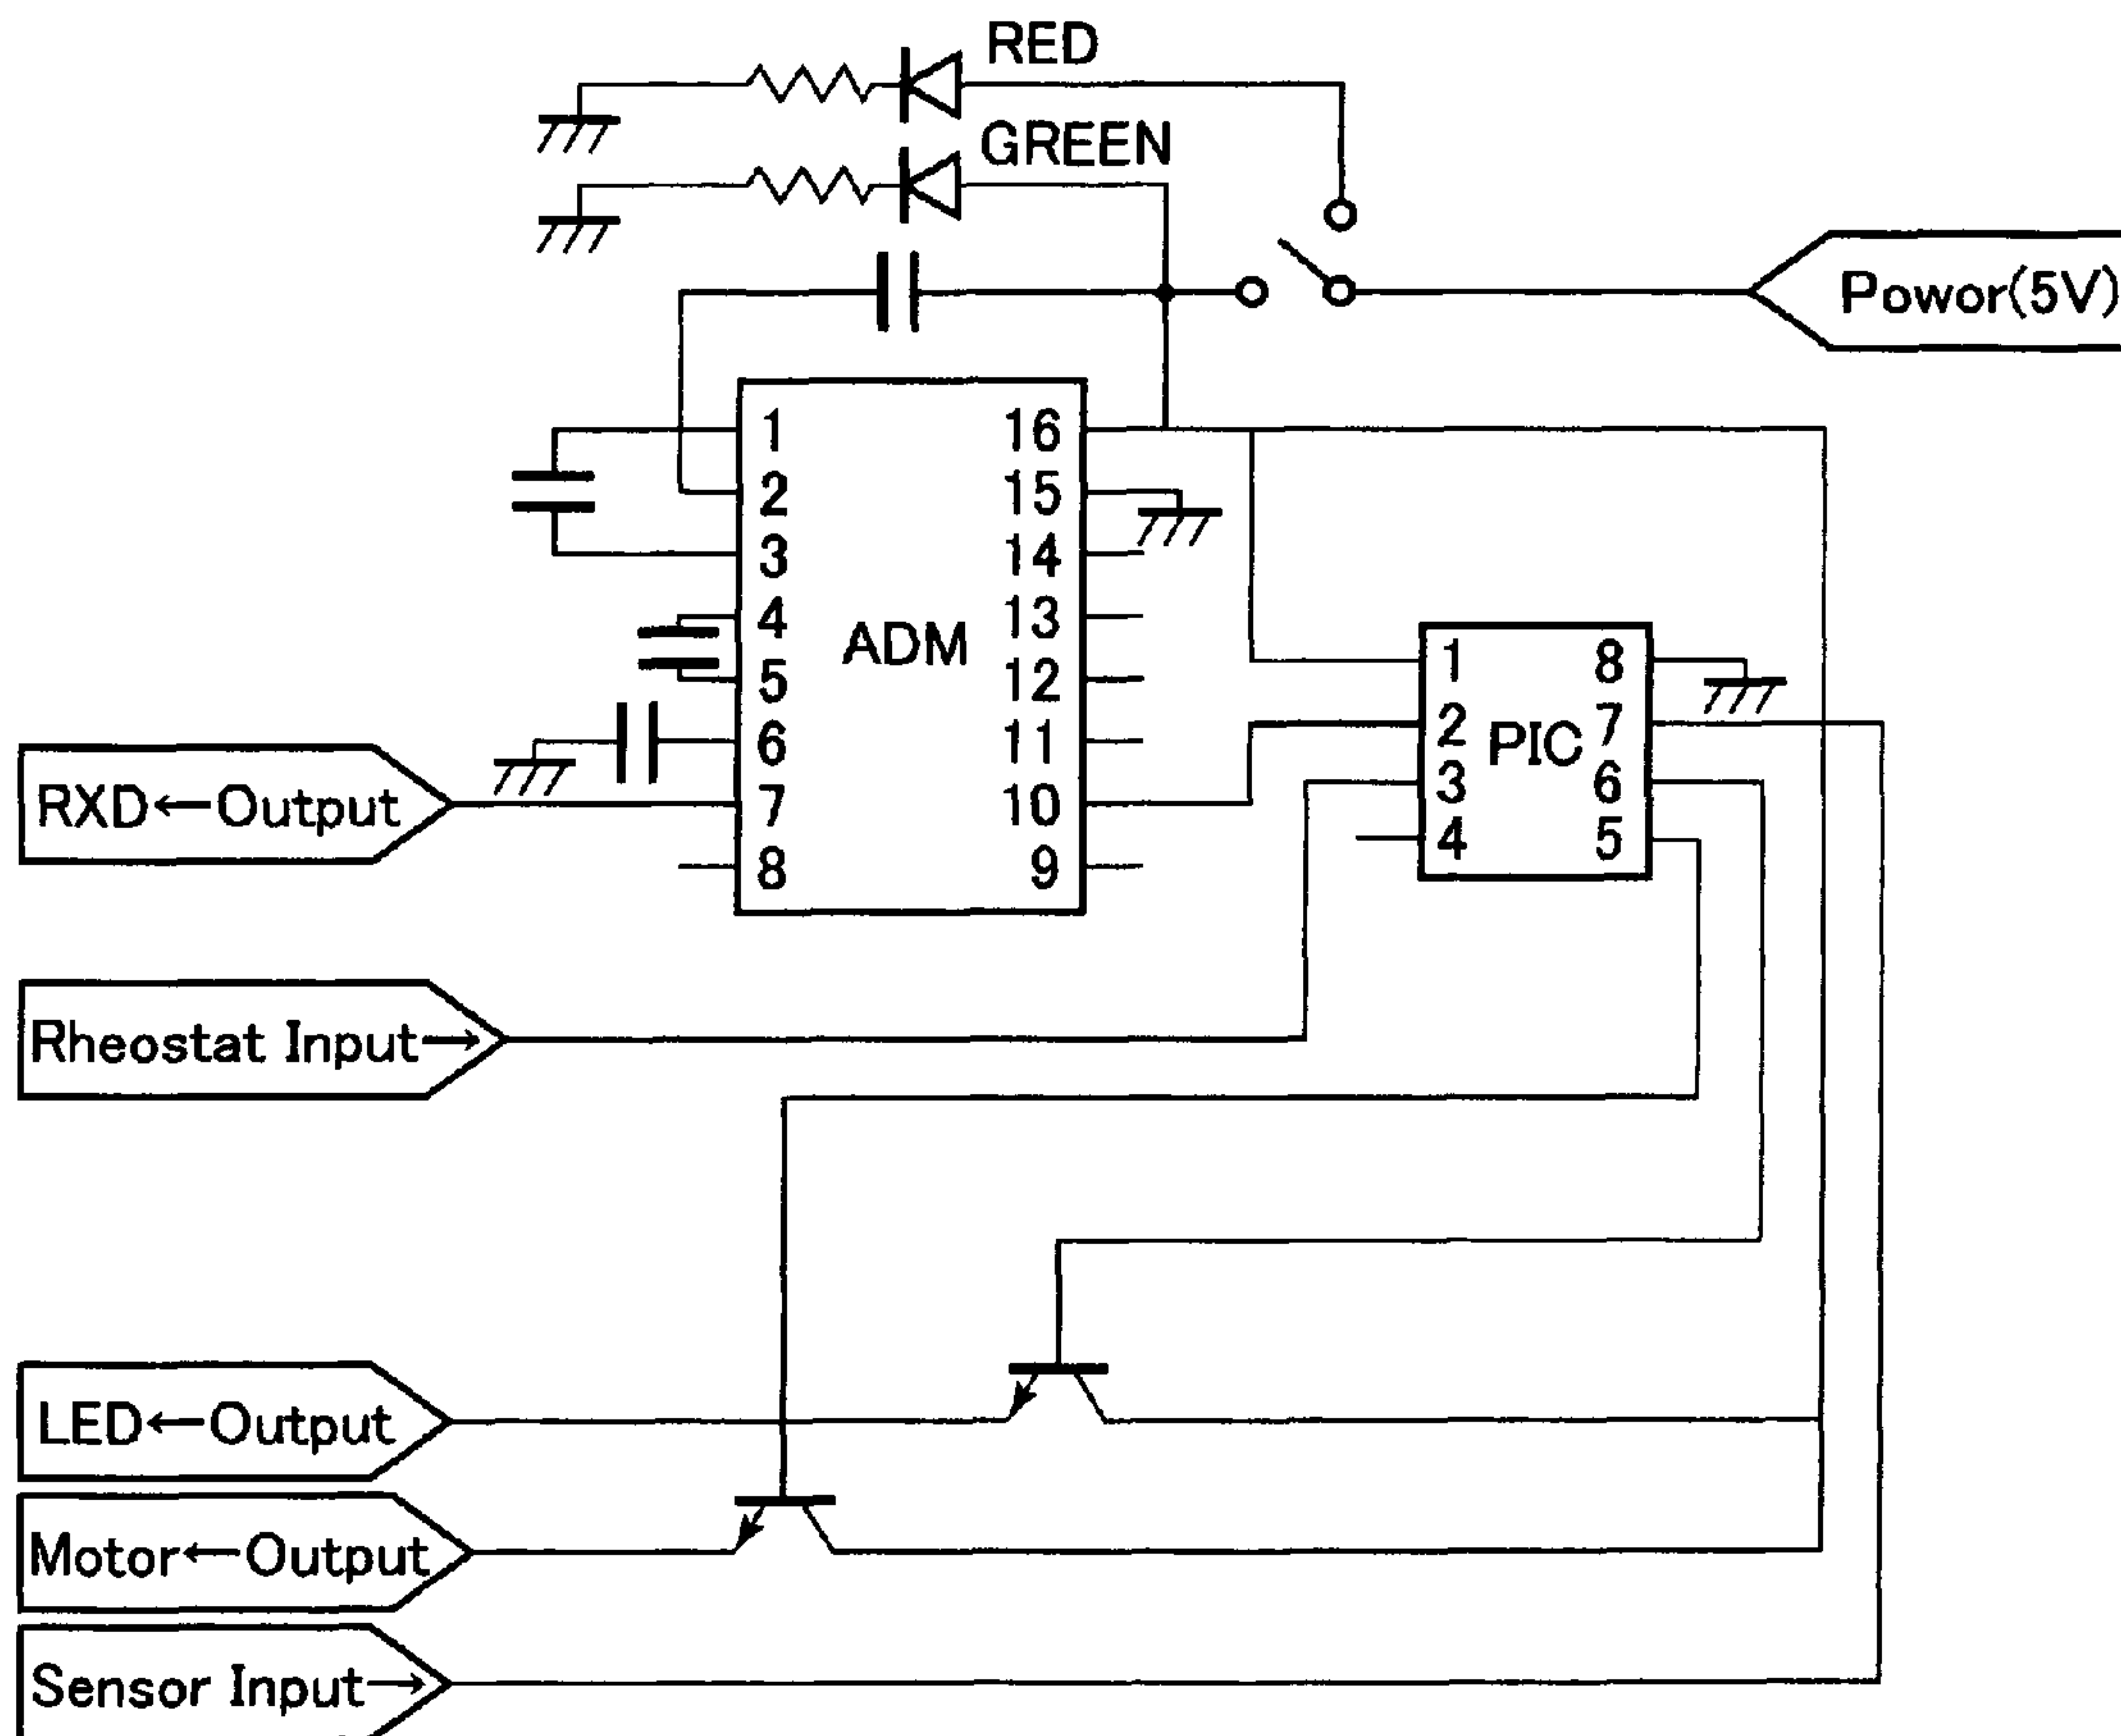 RED
GREEN
Powor(5V)
1 16
2 15
3 14
4 13
ADM
5 12
6 11
7 10
8 9
1 8
2 PIC 7
3 6
4 5
RXD←Output
Rheostat Input→
LED←Output
Motor←Output
Sensor Input→